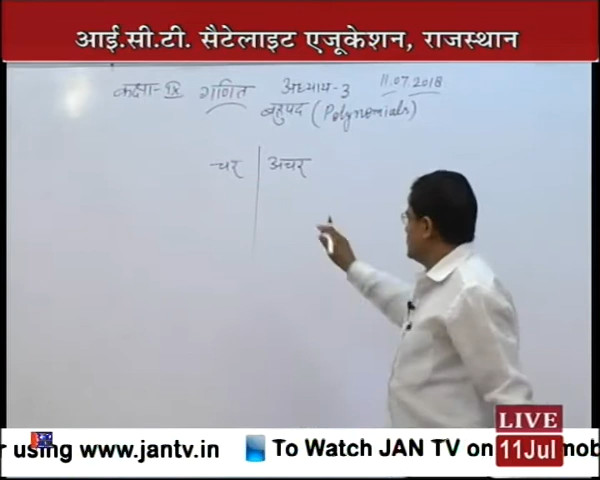 आई.सी.टी. सैटेलाइट एजूकेशन, राजस्थान
कक्षा-IX गणित अध्याय-3 11.07.2018
बहुपद (Polynomials)
चर अचर
LIVE
11Jul
r using www.jantv.in To Watch JAN TV on mob